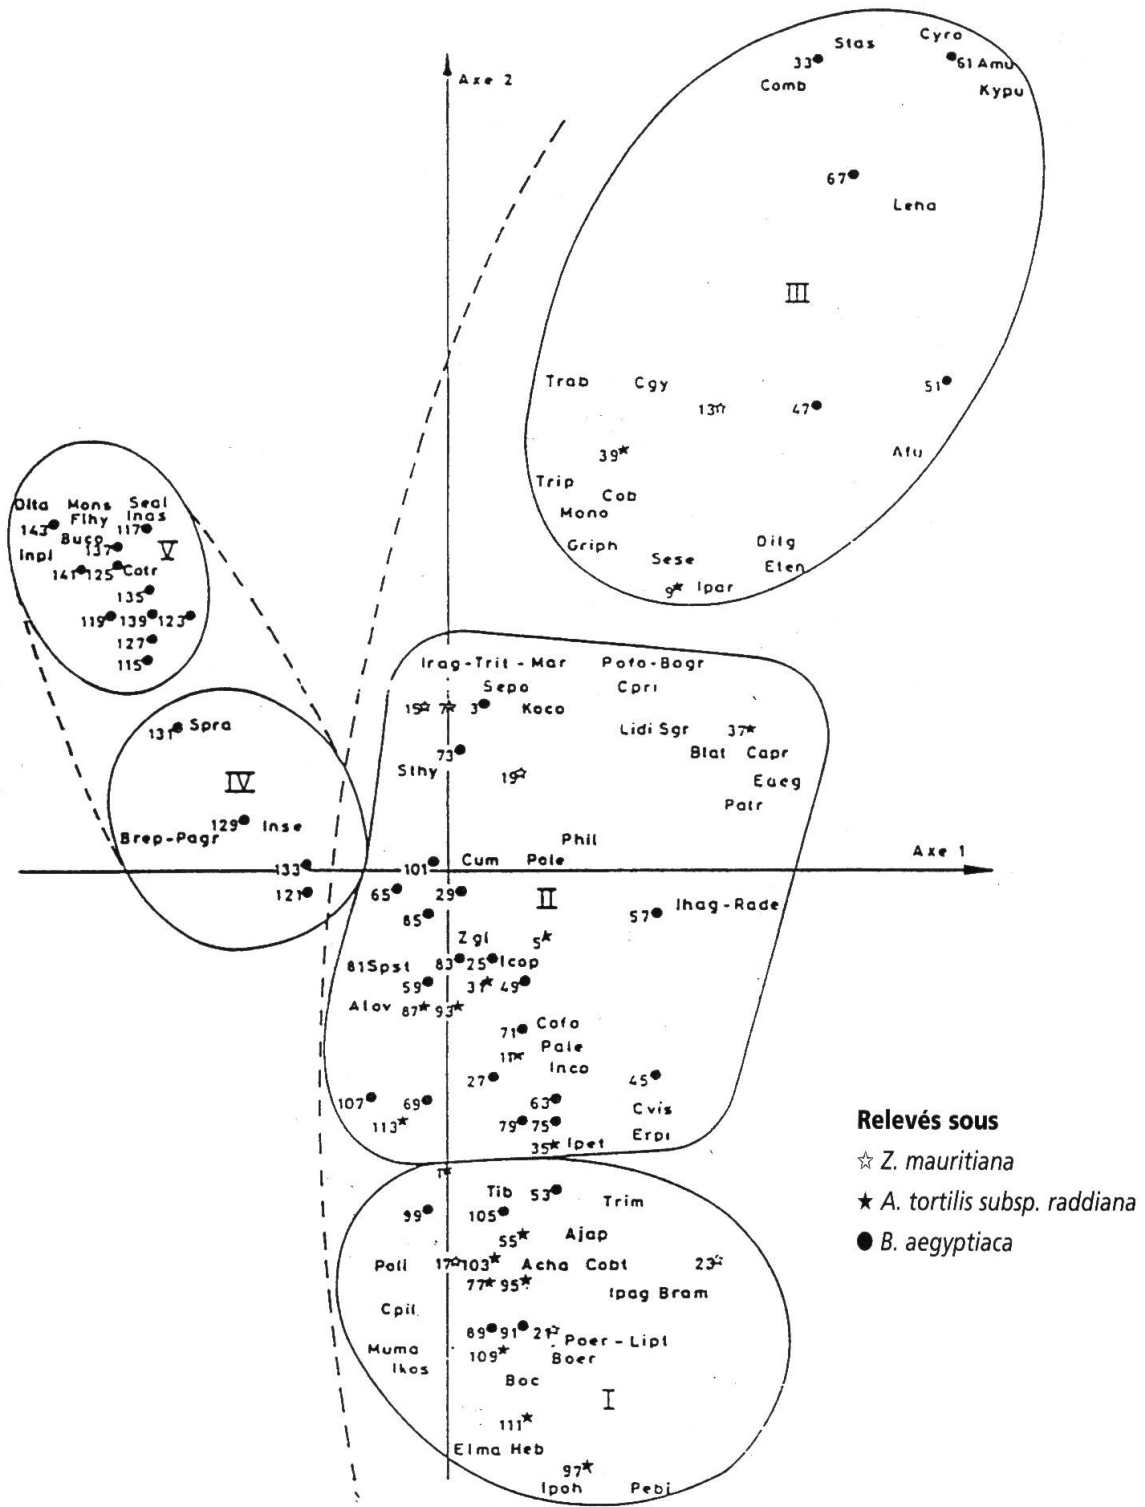 Cyro
Stas
33
61 Amu
Axe 2
Comb
Kypu
67
Lena
III
Trab Cgy
51
13
47
39
Afu
Trip
Cob
Mono
Dita Mons Seal
Flhy Inas
143 117
Buco
137
V
Griph
Ditg
Inpl
Sese
Eten
141 125 Cotr
9 Ipar
135
119 139 123
127
115
Irag-Trit-Mar Pofo-Bogr
Sepo Cpri
15 7 3 Koco
131 Spra
Lidi Sgr 37
73
Blat Capr
Sthy
19
IV
Eaeg
Patr
129 Inse
Brep-Pagr
Phil
Axe 1
133
101 Cum Pole
121
65 29
II
85
57 Ihag-Rade
Zgl
5
81 Spst 83 25 Icop
59 31 49
Alov 87 93
71 Cofo
11 Pale
Inco
27
45
107 69 63
Cvis
113
79 75
Erpi
35 Ipet
Relevés sous
Z. mauritiana
A. tortilis subsp. raddiana
B. aegyptiaca
1
Tib 53
Trim
99 105
55 Ajap
Poli 17 103 Acha Cobt 23
77 95
Ipag Bram
Cpil
89 91 21 Poer-Lipt
Muma
109 Boer
Ikos
Boc
I
111
Elma Heb
97
Ipoh Pebi